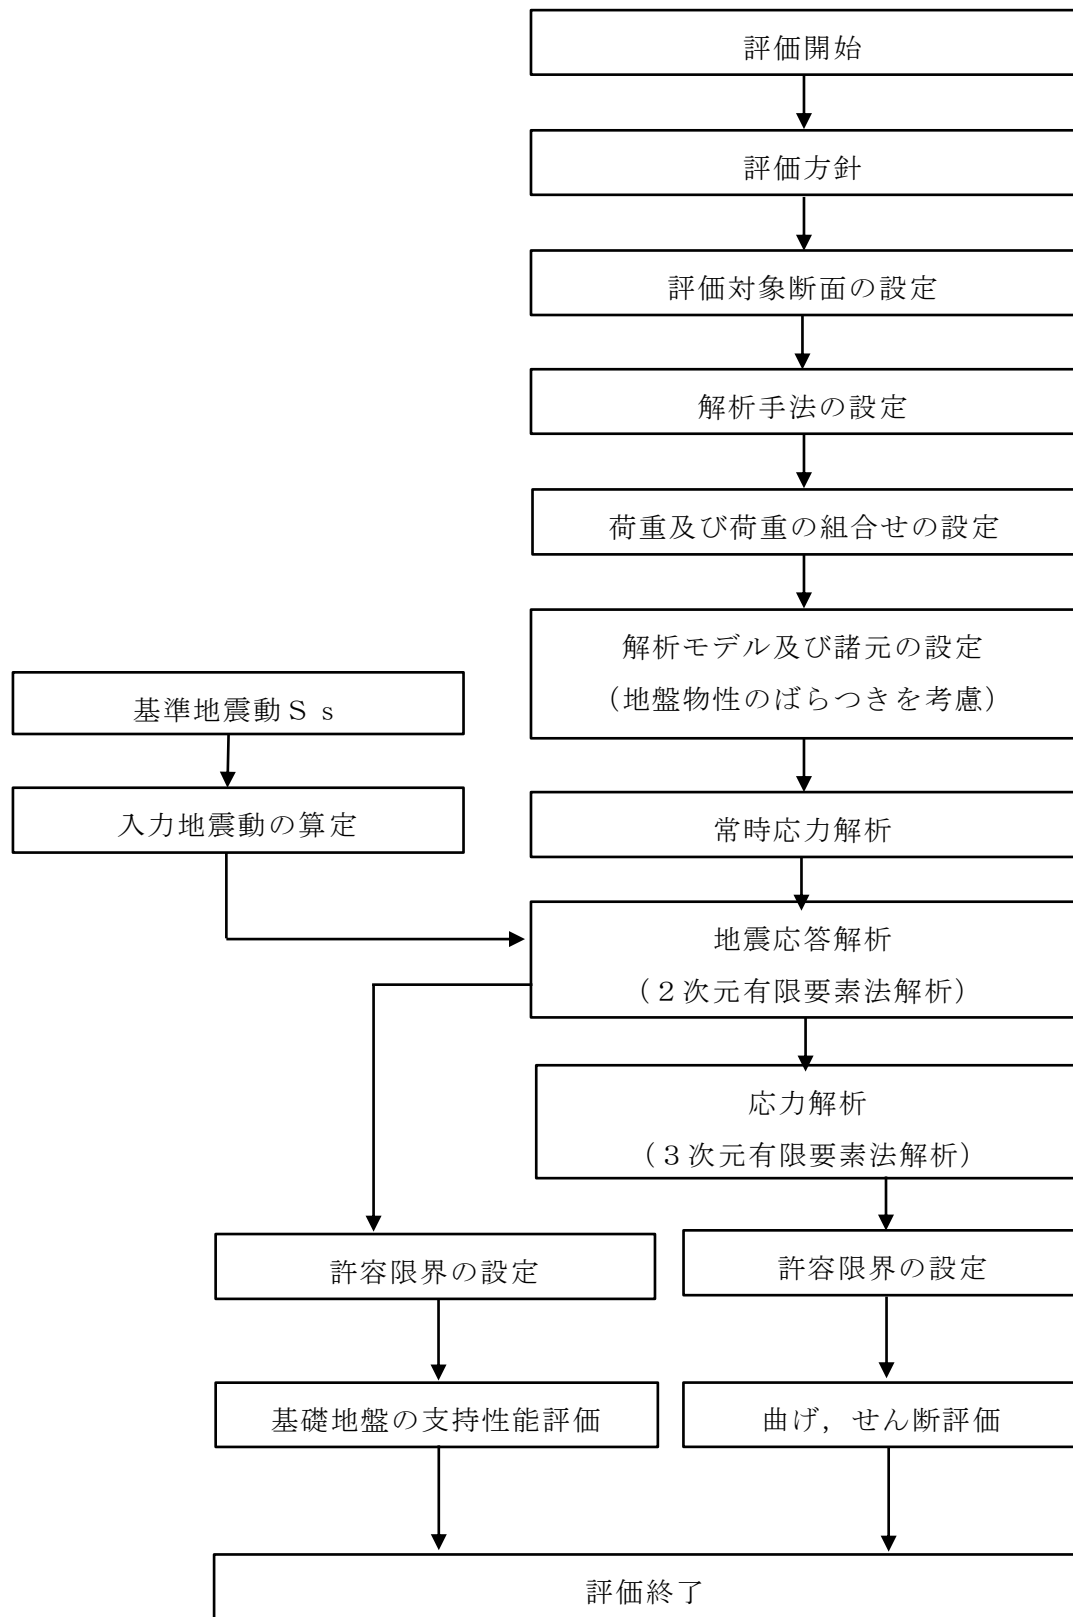 評価開始
評価方針
評価対象断面の設定
解析手法の設定
荷重及び荷重の組合せの設定
解析モデル及び諸元の設定
（地盤物性のばらつきを考慮）
基準地震動Ｓｓ
入力地震動の算定
常時応力解析
地震応答解析
（２次元有限要素法解析）
応力解析
（３次元有限要素法解析）
許容限界の設定
許容限界の設定
基礎地盤の支持性能評価
曲げ，せん断評価
評価終了